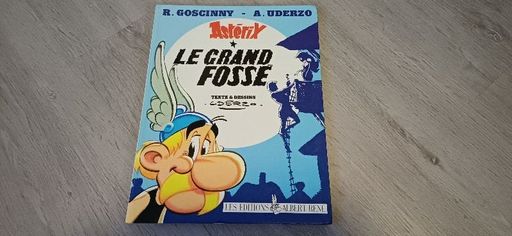 R. GOSCINNY - A. UDERZO
Astérix
LE GRAND
FOSSÉ
TEXTE & DESSINS
UDERZO
LES EDITIONS ALBERT RENÉ